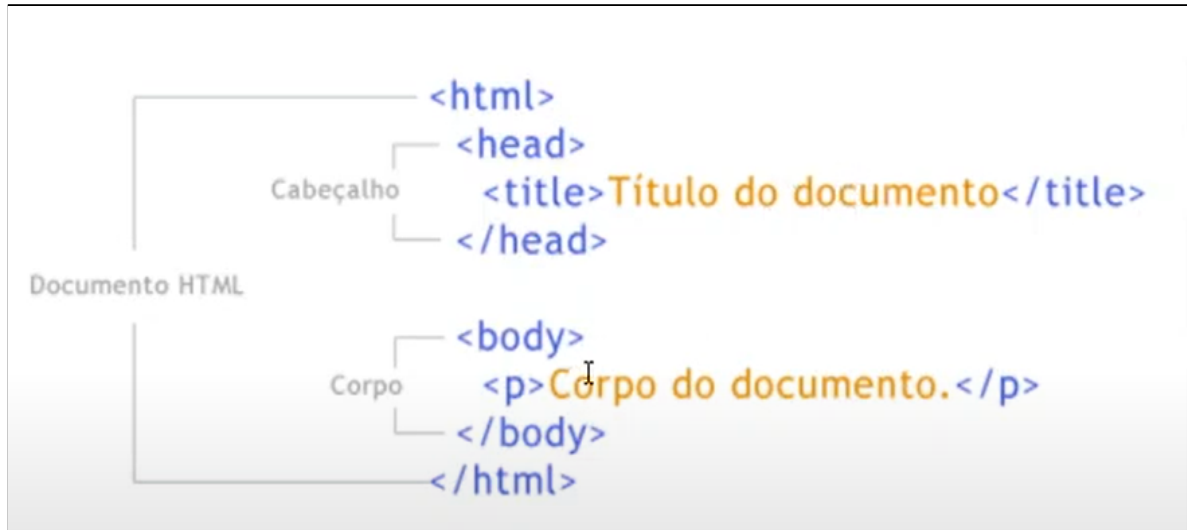 <html>
<head>
Cabeçalho
<title>Título do documento</title>
</head>
Documento HTML
<body>
Corpo
<p>Corpo do documento.</p>
</body>
</html>